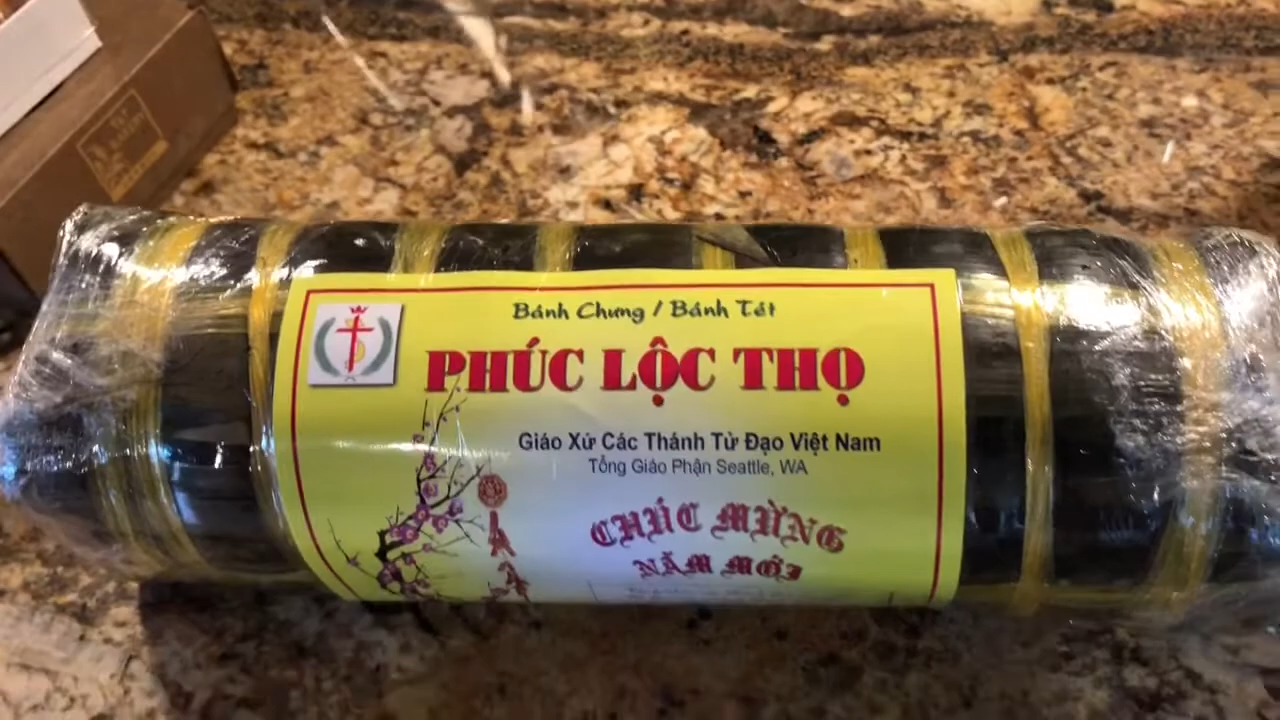 Bánh Chưng / Bánh Tét
PHÚC LỘC THỌ
Giáo Xứ Các Thánh Tử Đạo Việt Nam
Tổng Giáo Phận Seattle, WA
CHÚC MỪNG
NĂM MỚI